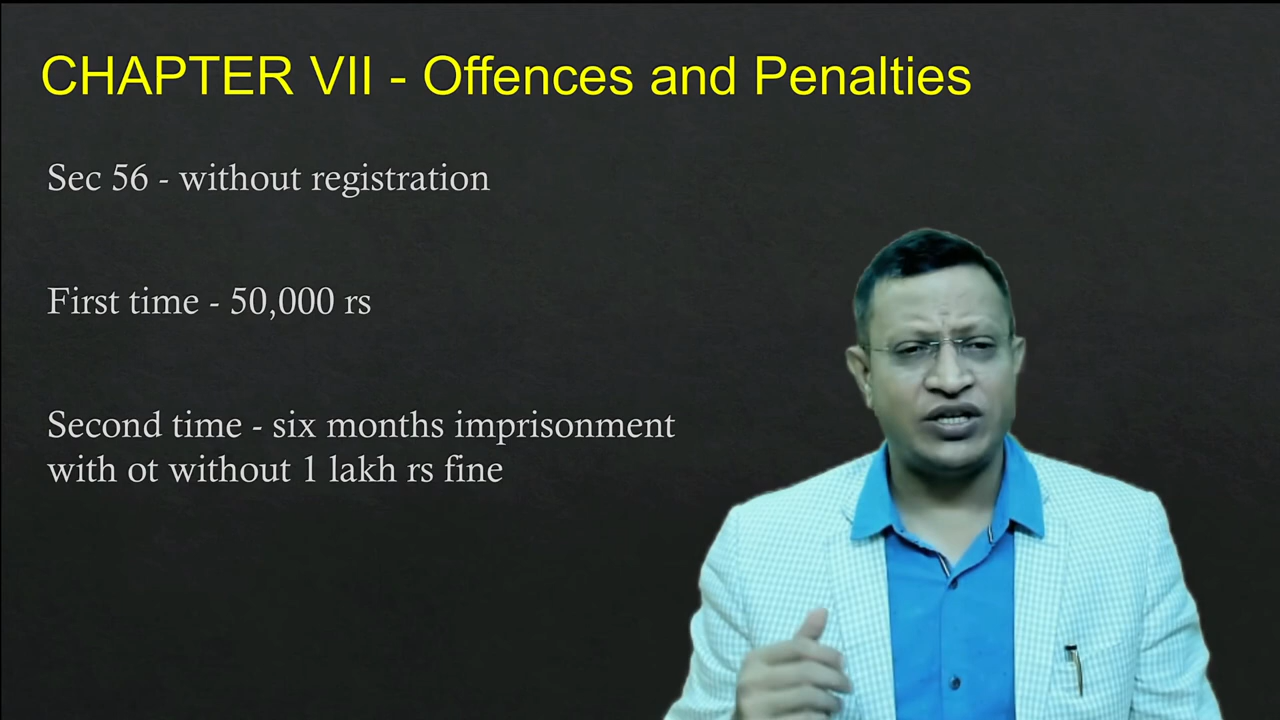 CHAPTER VII - Offences and Penalties
Sec 56 - without registration
First time - 50,000 rs
Second time - six months imprisonment
with ot without 1 lakh rs fine